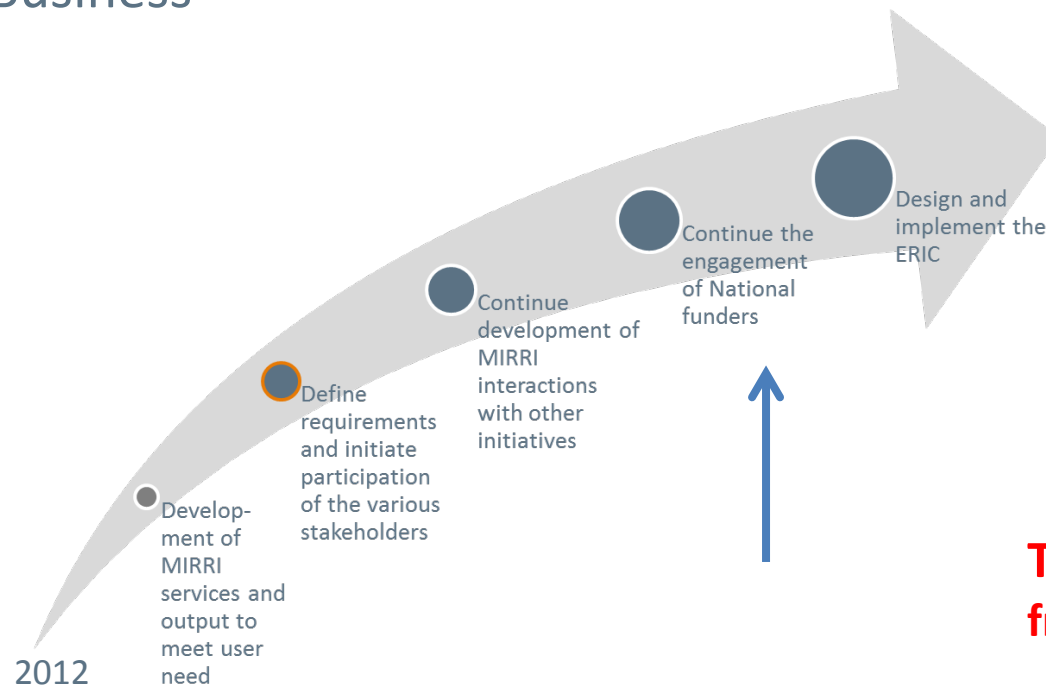 Business
Design and
implement the
ERIC
Continue the
engagement
of National
funders
Continue
development of
MIRRI
interactions
with other
initiatives
Define
requirements
and initiate
participation
of the various
stakeholders
Develop-
ment of
MIRRI
services and
output to
meet user
need
2012